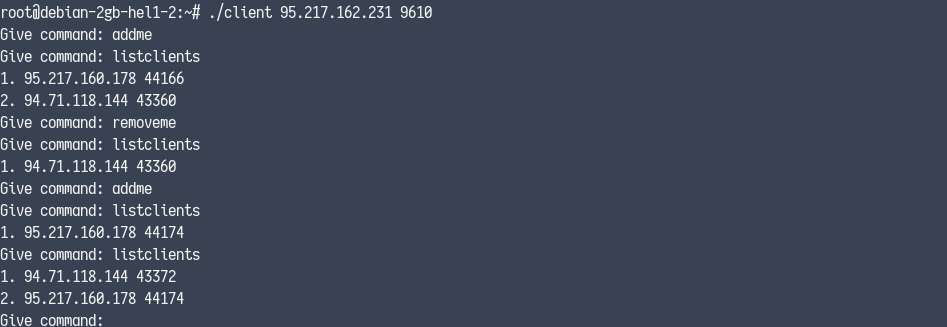 root@debian-2gb-hel1-2:~# ./client 95.217.162.231 9610
Give command: addme
Give command: listclients
1. 95.217.160.178 44166
2. 94.71.118.144 43360
Give command: removeme
Give command: listclients
1. 94.71.118.144 43360
Give command: addme
Give command: listclients
1. 95.217.160.178 44174
Give command: listclients
1. 94.71.118.144 43372
2. 95.217.160.178 44174
Give command: